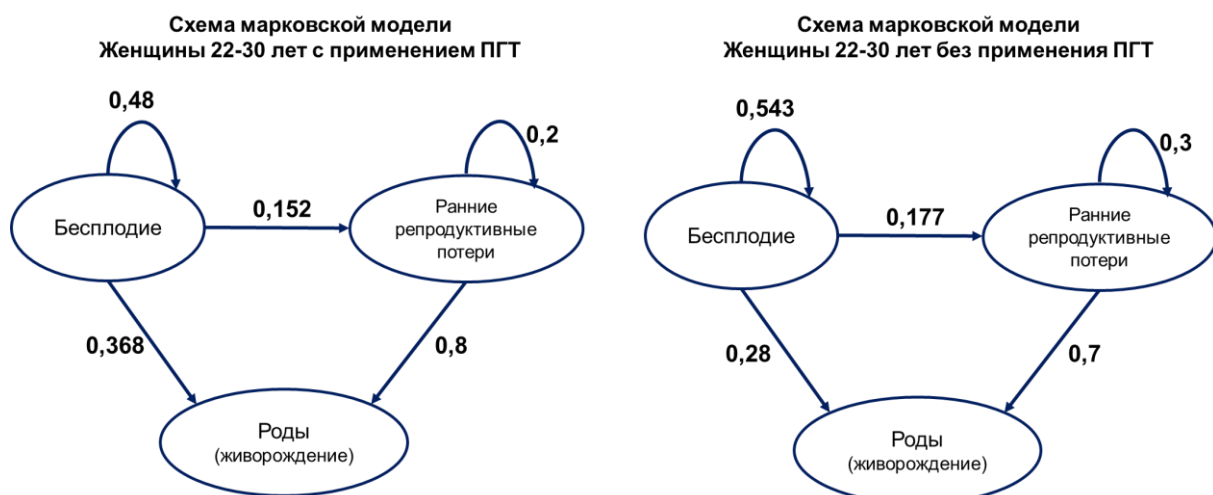 Схема марковской модели
Женщины 22-30 лет с применением ПГТ
0,48
0,2
Бесплодие
0,152
Ранние
репродуктивные
потери
0,368
0,8
Роды
(живорождение)
Схема марковской модели
Женщины 22-30 лет без применения ПГТ
0,543
0,3
Бесплодие
0,177
Ранние
репродуктивные
потери
0,28
0,7
Роды
(живорождение)